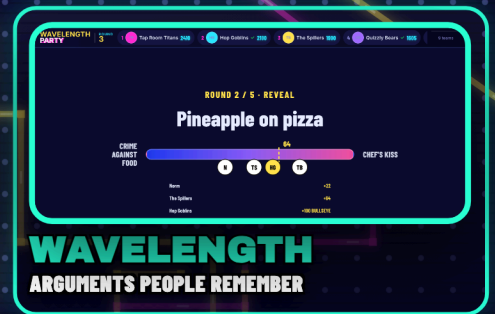 WAVELENGTH
PARTY
3
1 Tap Room Titans
2 Hop Goblins
3 TS The Spillers
4 Quizzly Bears
ROUND 2 / 5 · REVEAL
Pineapple on pizza
64
CRIME
AGAINST
FOOD
CHEF'S KISS
N TS HG TB
Norm +22
The Spillers +64
Hop Goblins +100 BULLSEYE
WAVELENGTH
ARGUMENTS PEOPLE REMEMBER